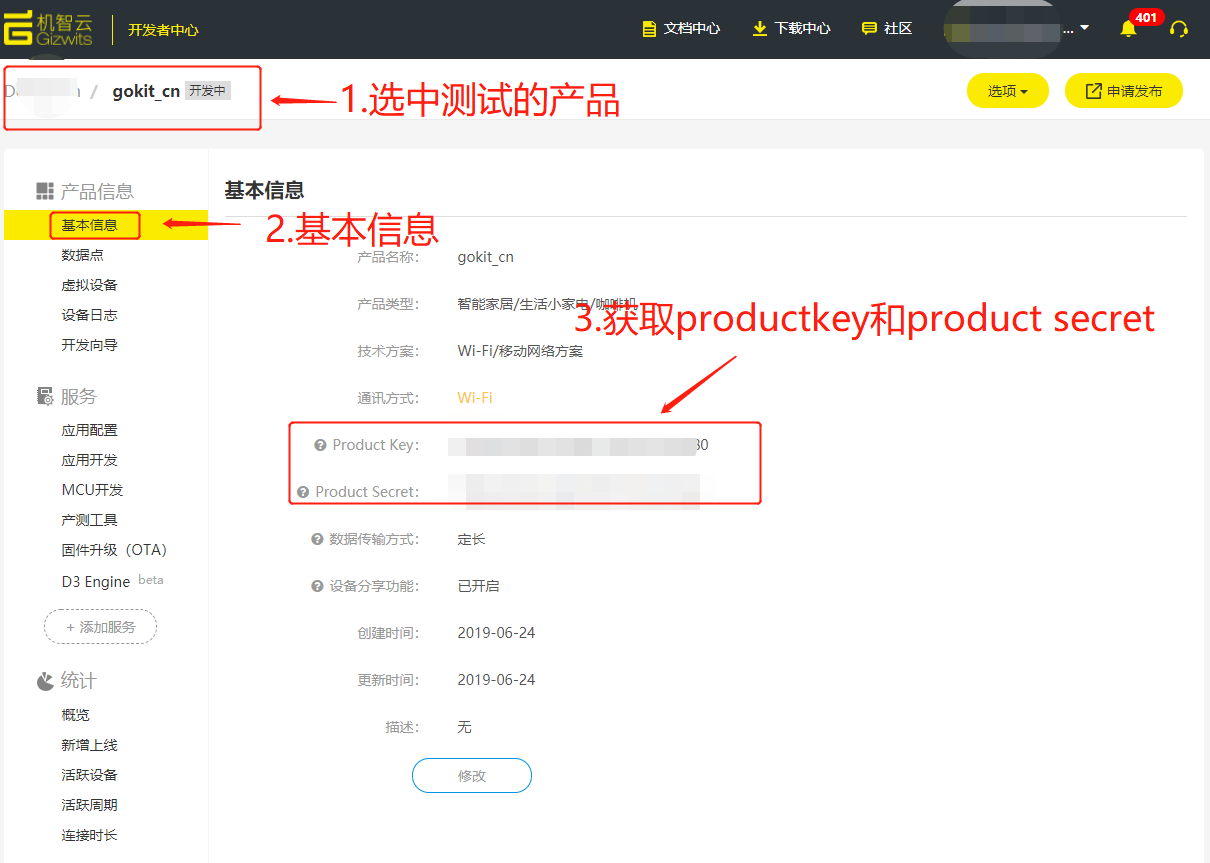 机智云
Gizwits
开发者中心
文档中心
下载中心
社区
...
401
/ gokit_cn 开发中
1.选中测试的产品
选项
申请发布
产品信息
基本信息
数据点
虚拟设备
设备日志
开发向导
服务
应用配置
应用开发
MCU开发
产测工具
固件升级（OTA）
D3 Engine beta
+ 添加服务
统计
概览
新增上线
活跃设备
活跃周期
连接时长
基本信息
2.基本信息
产品名称: gokit_cn
产品类型: 智能家居/生活小家电/咖啡机
3.获取productkey和product secret
技术方案: Wi-Fi/移动网络方案
通讯方式: Wi-Fi
Product Key:
Product Secret:
数据传输方式: 定长
设备分享功能: 已开启
创建时间: 2019-06-24
更新时间: 2019-06-24
描述: 无
修改